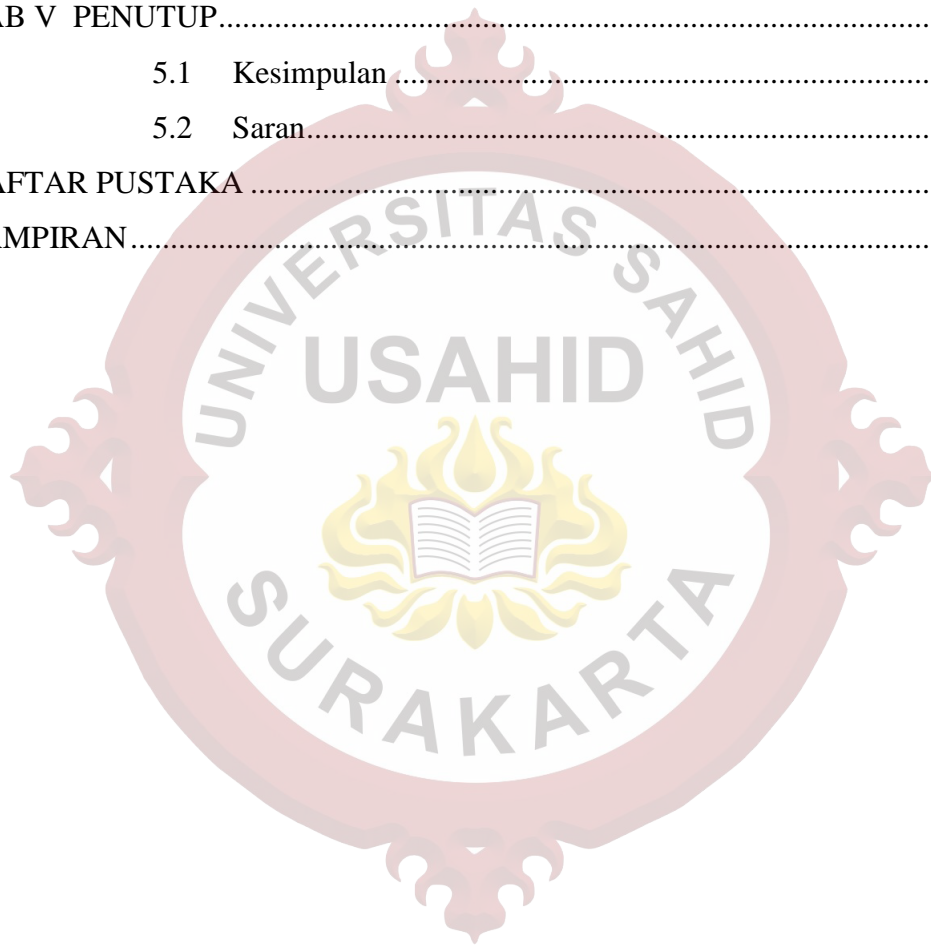 AB V PENUTUP..........................................................................................
5.1 Kesimpulan ....................................................................
5.2 Saran...............................................................................
AFTAR PUSTAKA ......................................................................................
AMPIRAN.....................................................................................................
UNIVERSITAS SAHID
USAHID
SURAKARTA